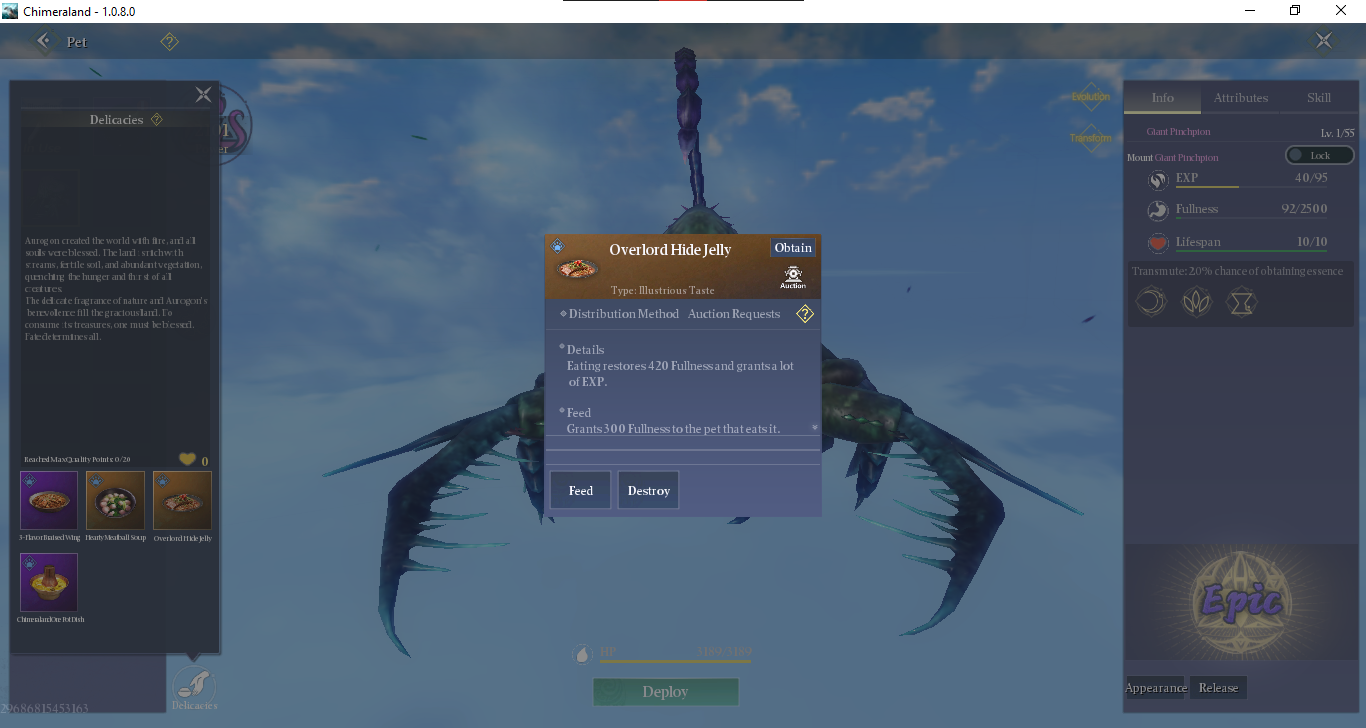 Chimeraland - 1.0.8.0
Pet
?
Delicacies ?
er
Aurogon created the world with fire, and all
souls were blessed. The land is rich with
streams, fertile soil, and abundant vegetation,
quenching the hunger and thirst of all
creatures.
The delicate fragrance of nature and Aurogon's
benevolence fill the gracious land. To
consume its treasures, one must be blessed.
Fate determines all.
Reached Max Quality Points: 0/20
0
3-Flavor Braised Wing
Hearty Meatball Soup
Overlord Hide Jelly
Chimeraland Ore Pot Dish
Delicacies
29686815453163
Overlord Hide Jelly
Obtain
Auction
Type: Illustrious Taste
Distribution Method Auction Requests ?
Details
Eating restores 420 Fullness and grants a lot
of EXP.
Feed
Grants 300 Fullness to the pet that eats it.
Feed
Destroy
HP 3189/3189
Deploy
Evolution
Transform
Info Attributes Skill
Giant Pinchpion
Lv. 1/55
Mount Giant Pinchpion
Lock
EXP 40/95
Fullness 92/2500
Lifespan 10/10
Transmute: 20% chance of obtaining essence
Epic
Appearance Release